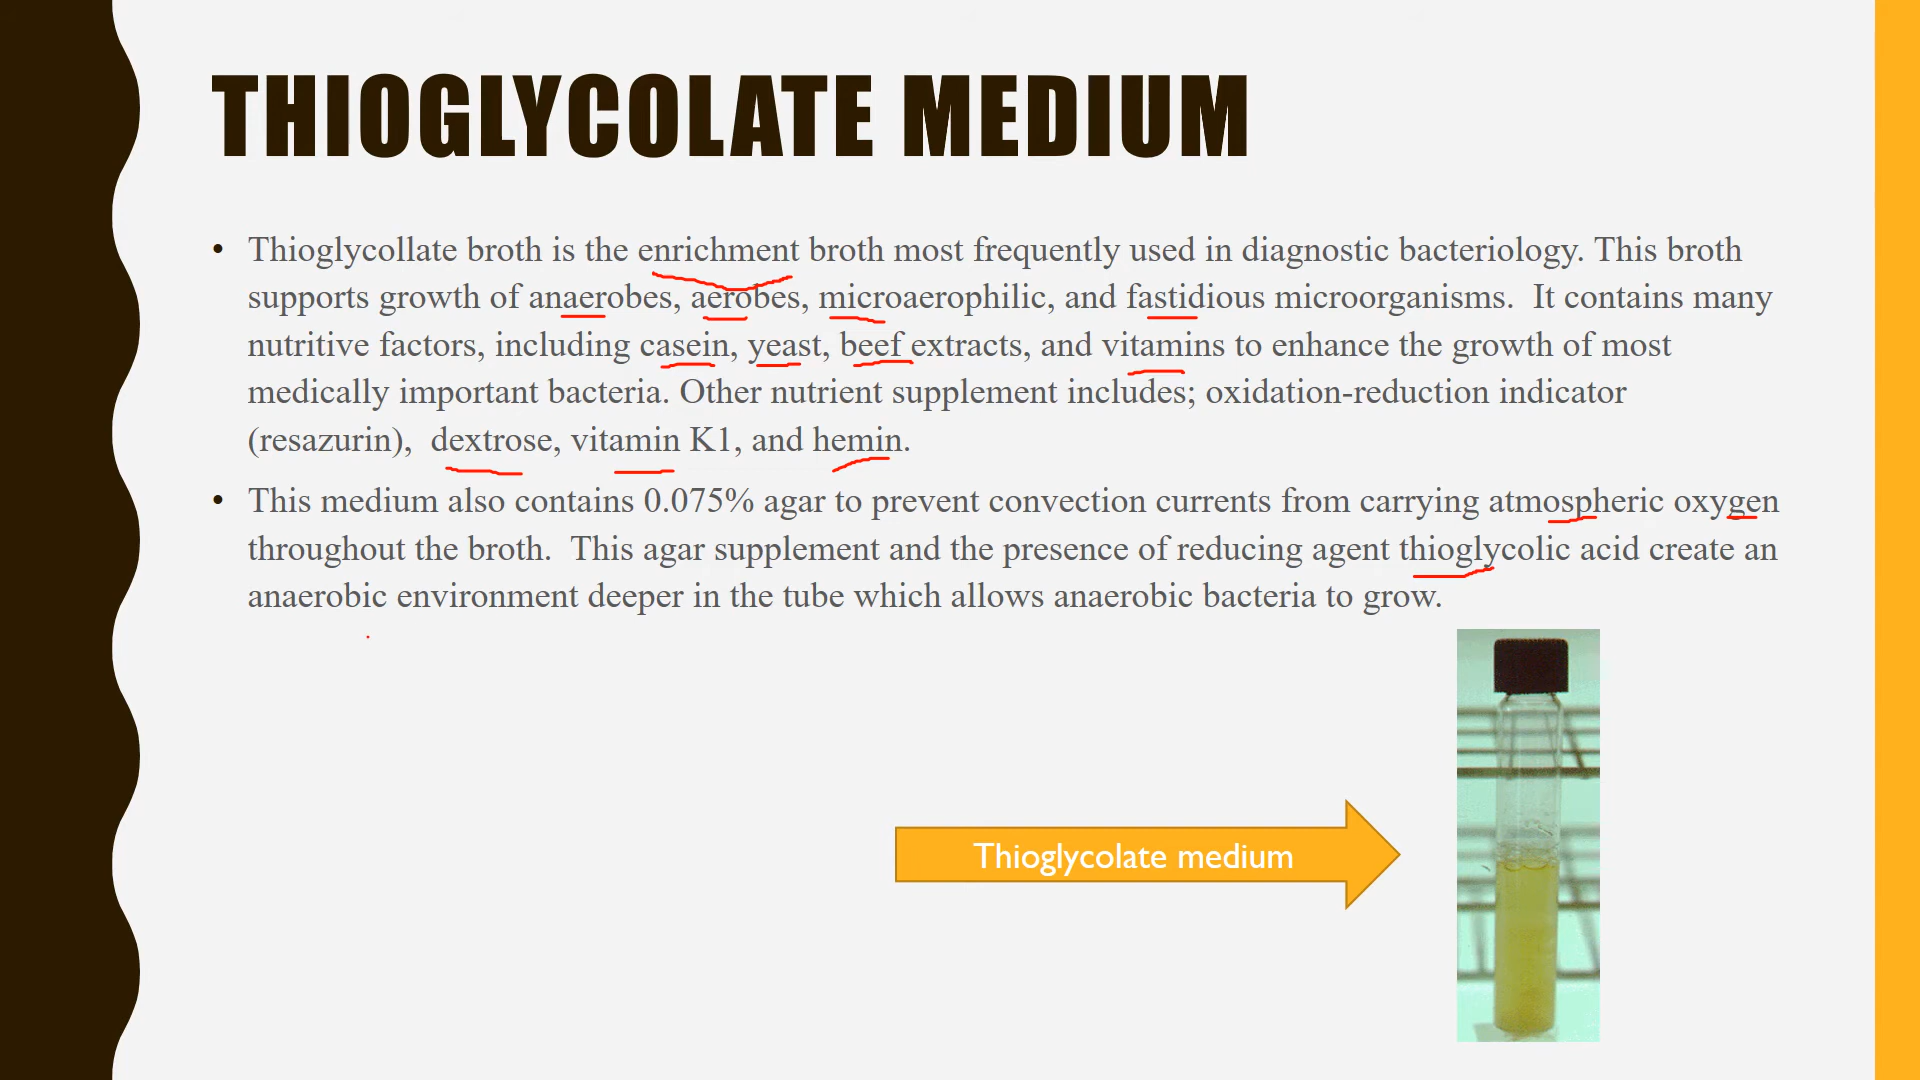 THIOGLYCOLATE MEDIUM
• Thioglycollate broth is the enrichment broth most frequently used in diagnostic bacteriology. This broth
supports growth of anaerobes, aerobes, microaerophilic, and fastidious microorganisms.  It contains many
nutritive factors, including casein, yeast, beef extracts, and vitamins to enhance the growth of most
medically important bacteria. Other nutrient supplement includes; oxidation-reduction indicator
(resazurin),  dextrose, vitamin K1, and hemin.
• This medium also contains 0.075% agar to prevent convection currents from carrying atmospheric oxygen
throughout the broth.  This agar supplement and the presence of reducing agent thioglycolic acid create an
anaerobic environment deeper in the tube which allows anaerobic bacteria to grow.
Thioglycolate medium